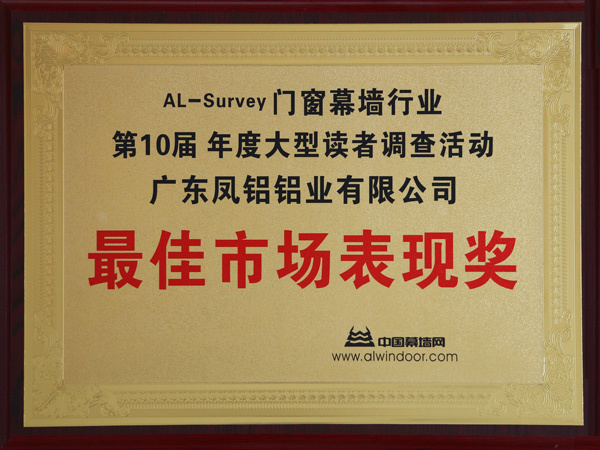 AL-Survey 门窗幕墙行业
第10届 年度大型读者调查活动
广东凤铝铝业有限公司
最佳市场表现奖
中国幕墙网
www.alwindoor.com